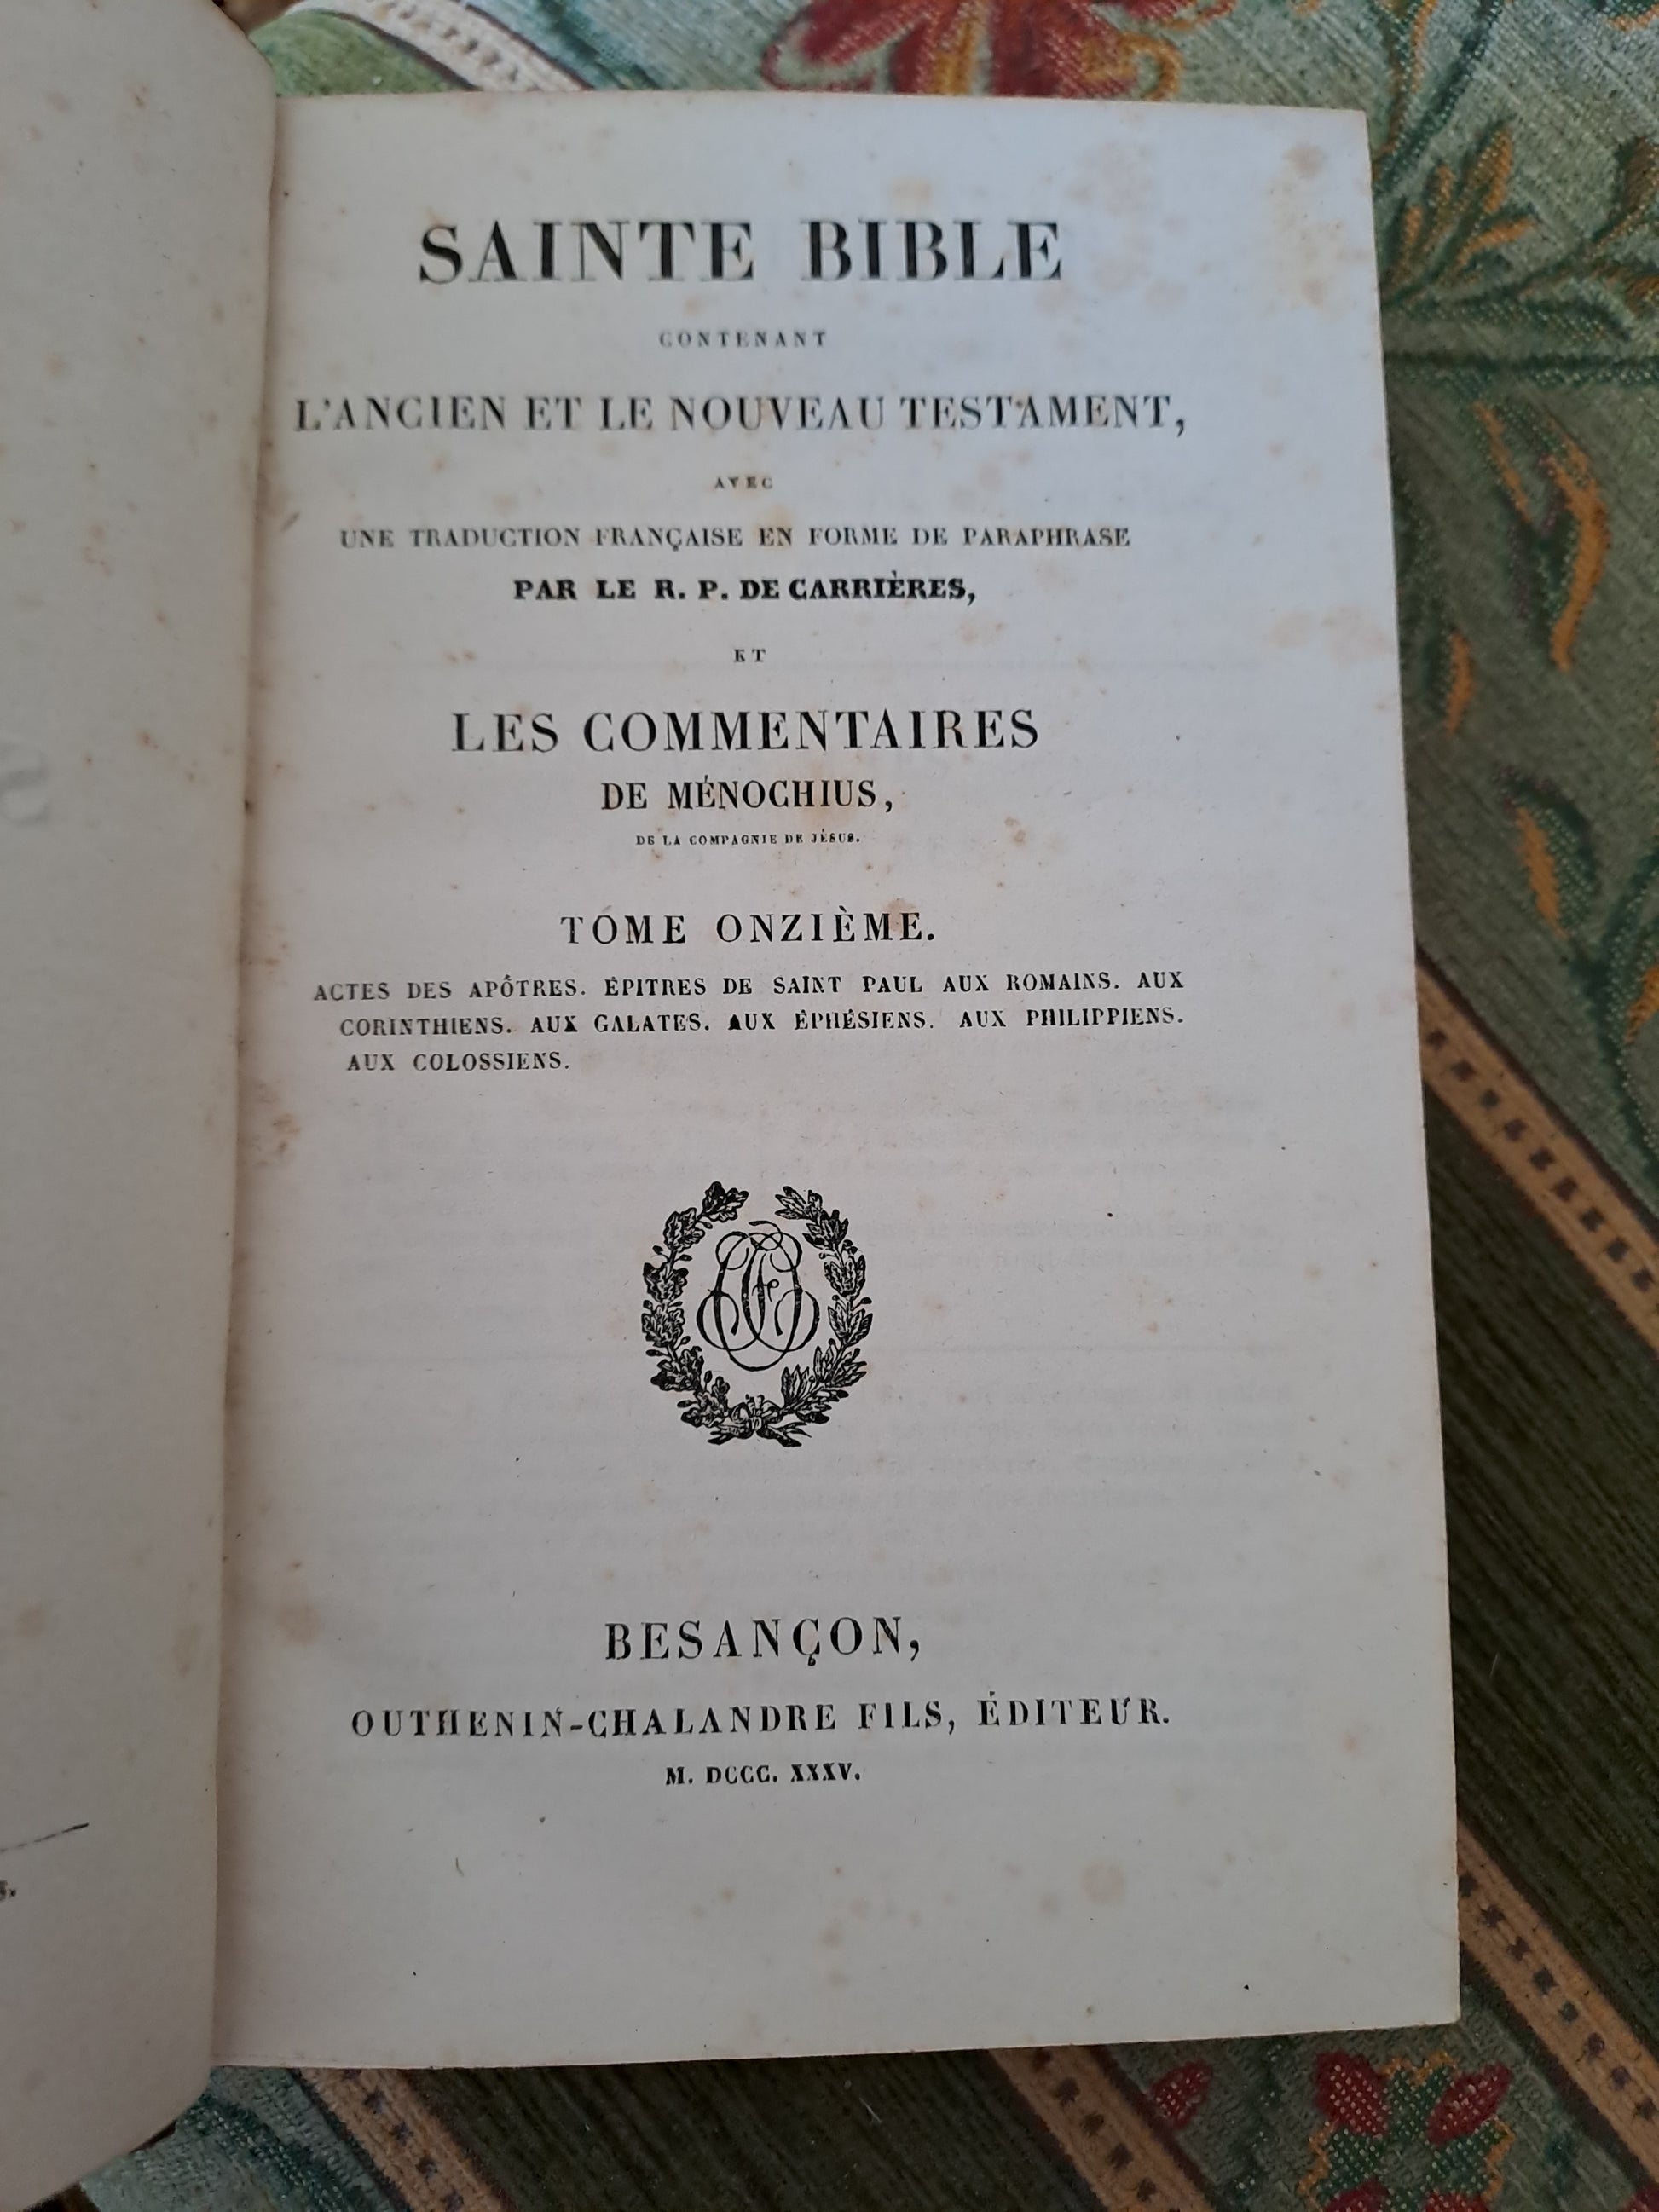 SAINTE BIBLE
CONTENANT
L'ANCIEN ET LE NOUVEAU TESTAMENT,
AVEC
UNE TRADUCTION FRANÇAISE EN FORME DE PARAPHRASE
PAR LE R. P. DE CARRIÈRES,
ET
LES COMMENTAIRES
DE MÉNOCHIUS,
DE LA COMPAGNIE DE JÉSUS.
TOME ONZIÈME.
ACTES DES APÔTRES. ÉPITRES DE SAINT PAUL AUX ROMAINS. AUX
CORINTHIENS. AUX GALATES. AUX ÉPHÉSIENS. AUX PHILIPPIENS.
AUX COLOSSIENS.
BESANÇON,
OUTHENIN-CHALANDRE FILS, ÉDITEUR.
M. DCCC. XXXV.